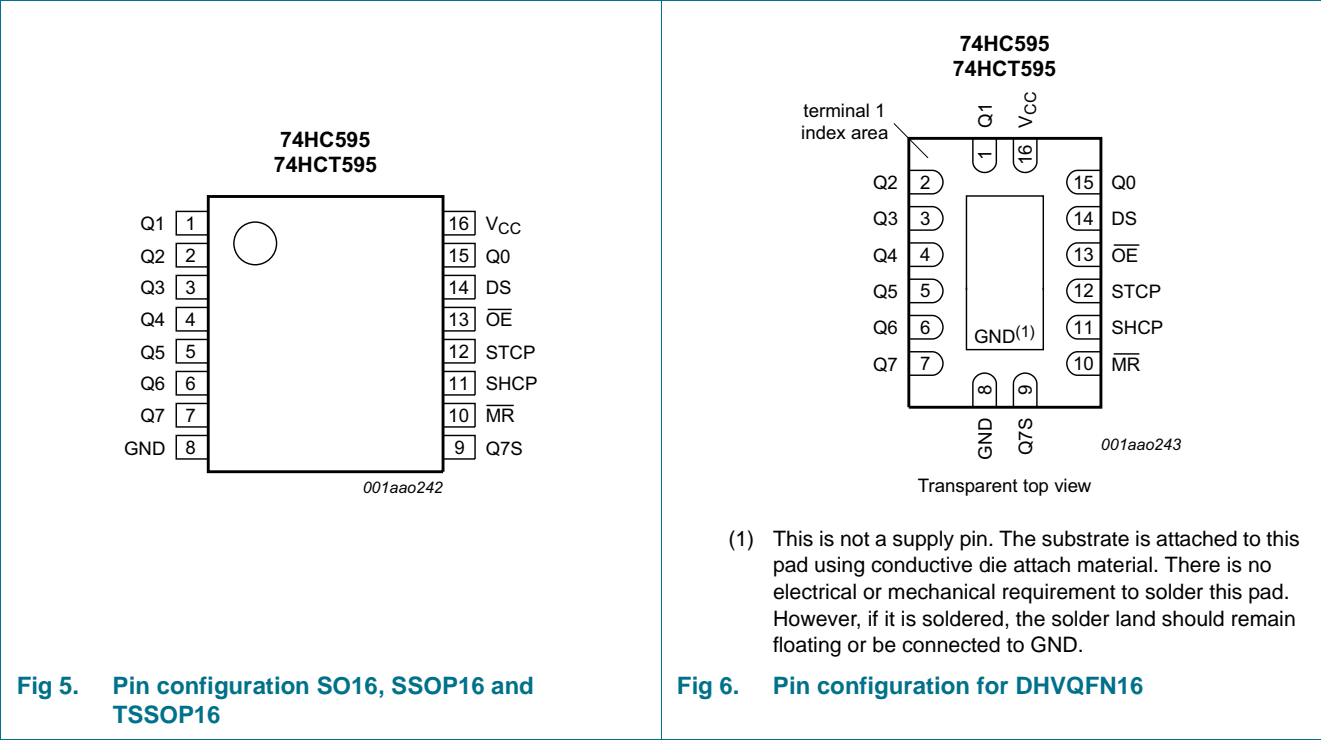 74HC595
74HCT595
Q1 1
Q2 2
Q3 3
Q4 4
Q5 5
Q6 6
Q7 7
GND 8
16 VCC
15 Q0
14 DS
13 O̅E̅
12 STCP
11 SHCP
10 M̅R̅
9 Q7S
001aao242
Fig 5. Pin configuration SO16, SSOP16 and
TSSOP16
74HC595
74HCT595
terminal 1
index area
Q1
VCC
1
16
Q2 2
Q3 3
Q4 4
Q5 5
Q6 6
Q7 7
15 Q0
14 DS
13 O̅E̅
12 STCP
11 SHCP
10 M̅R̅
GND(1)
8
9
GND
Q7S
001aao243
Transparent top view
(1) This is not a supply pin. The substrate is attached to this
pad using conductive die attach material. There is no
electrical or mechanical requirement to solder this pad.
However, if it is soldered, the solder land should remain
floating or be connected to GND.
Fig 6. Pin configuration for DHVQFN16